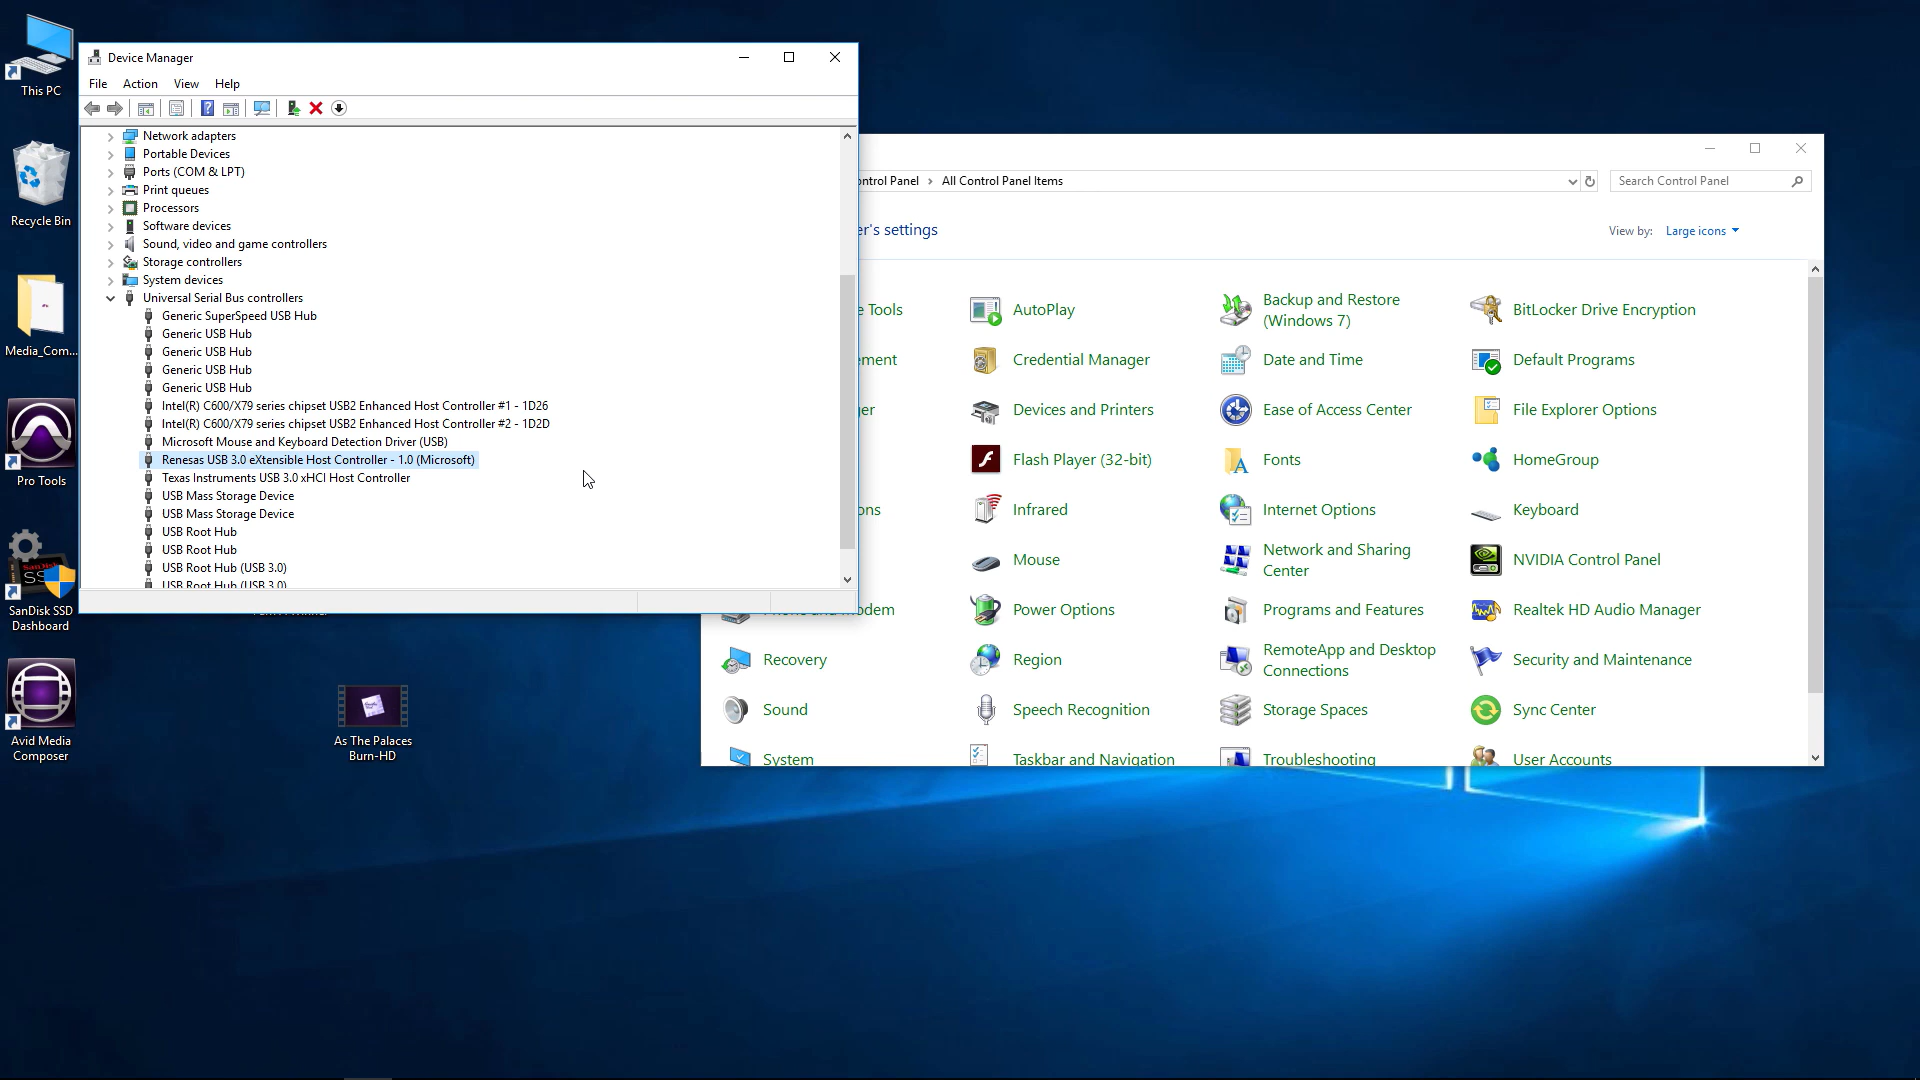 This PC
Recycle Bin
Media_Com...
Pro Tools
SanDisk SSD
Dashboard
Avid Media
Composer
As The Palaces
Burn-HD
Device Manager
File Action View Help
Network adapters
Portable Devices
Ports (COM & LPT)
Print queues
Processors
Software devices
Sound, video and game controllers
Storage controllers
System devices
Universal Serial Bus controllers
Generic SuperSpeed USB Hub
Generic USB Hub
Generic USB Hub
Generic USB Hub
Generic USB Hub
Intel(R) C600/X79 series chipset USB2 Enhanced Host Controller #1 - 1D26
Intel(R) C600/X79 series chipset USB2 Enhanced Host Controller #2 - 1D2D
Microsoft Mouse and Keyboard Detection Driver (USB)
Renesas USB 3.0 eXtensible Host Controller - 1.0 (Microsoft)
Texas Instruments USB 3.0 xHCI Host Controller
USB Mass Storage Device
USB Mass Storage Device
USB Root Hub
USB Root Hub
USB Root Hub (USB 3.0)
USB Root Hub (USB 3.0)
ontrol Panel > All Control Panel Items
Search Control Panel
er's settings
View by: Large icons
e Tools
AutoPlay
Backup and Restore
(Windows 7)
BitLocker Drive Encryption
ement
Credential Manager
Date and Time
Default Programs
er
Devices and Printers
Ease of Access Center
File Explorer Options
Flash Player (32-bit)
Fonts
HomeGroup
ons
Infrared
Internet Options
Keyboard
Mouse
Network and Sharing
Center
NVIDIA Control Panel
odem
Power Options
Programs and Features
Realtek HD Audio Manager
Recovery
Region
RemoteApp and Desktop
Connections
Security and Maintenance
Sound
Speech Recognition
Storage Spaces
Sync Center
System
Taskbar and Navigation
Troubleshooting
User Accounts